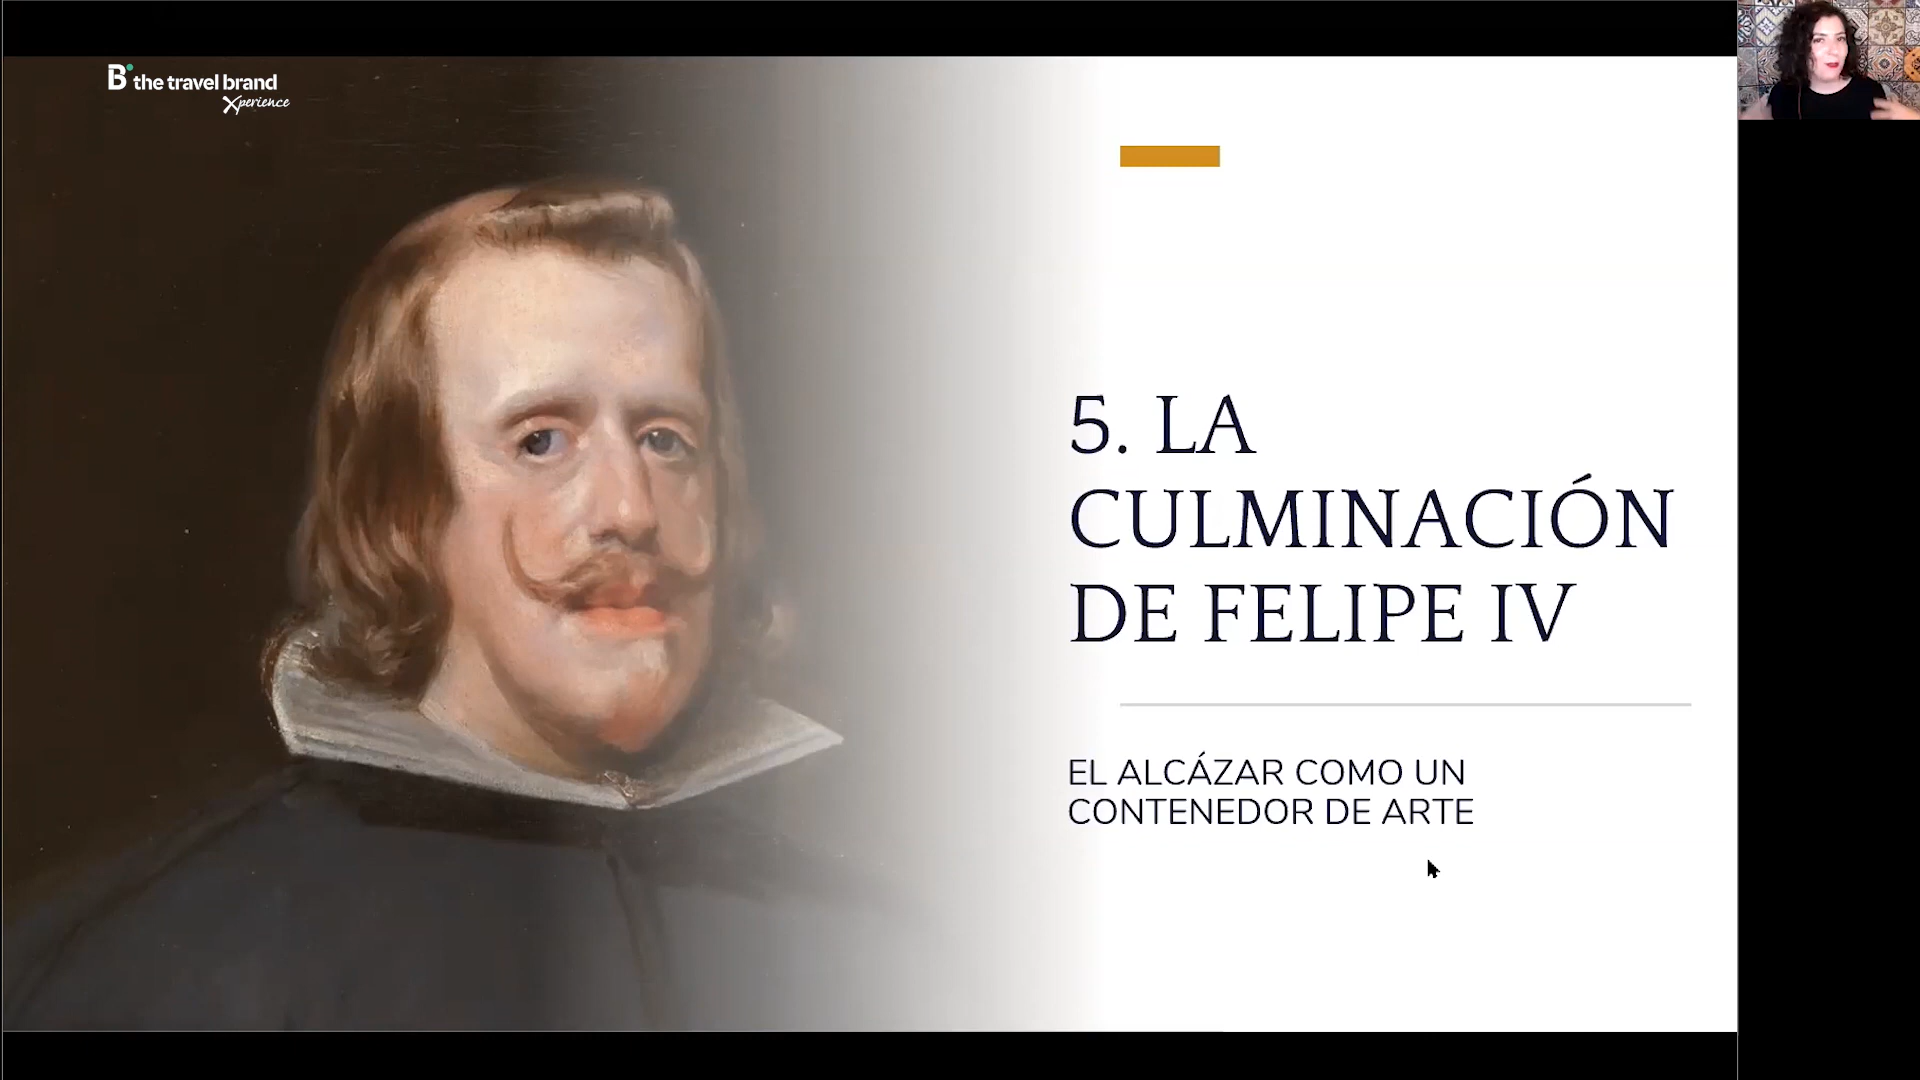 B the travel brand
Xperience
5. LA
CULMINACIÓN
DE FELIPE IV
EL ALCÁZAR COMO UN
CONTENEDOR DE ARTE